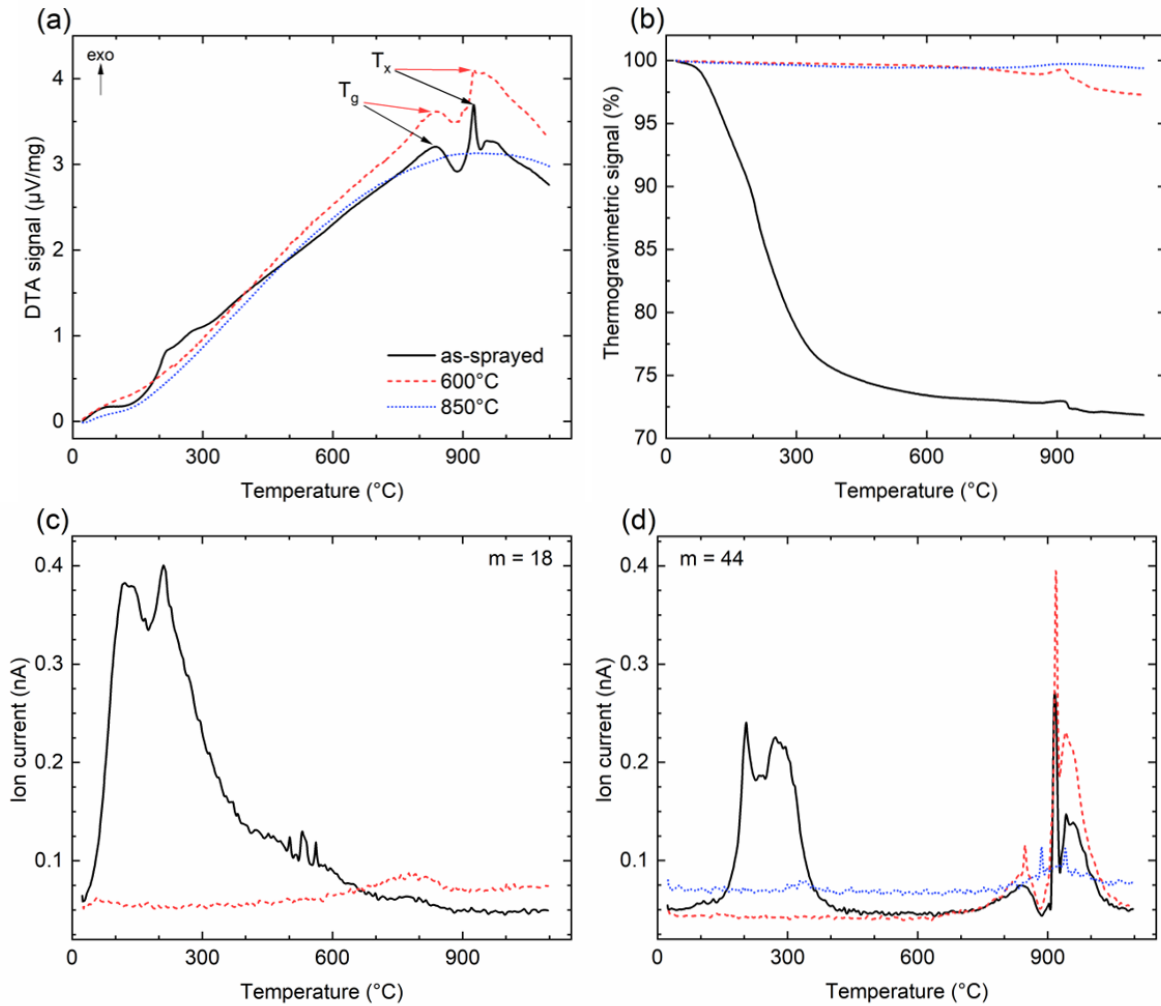 (a)
exo
DTA signal (µV/mg)
4
3
2
1
0
Tx
Tg
as-sprayed
600°C
850°C
0 300 600 900
Temperature (°C)
(b)
Thermogravimetric signal (%)
100
95
90
85
80
75
70
0 300 600 900
Temperature (°C)
(c)
m = 18
Ion current (nA)
0.4
0.3
0.2
0.1
0 300 600 900
Temperature (°C)
(d)
m = 44
Ion current (nA)
0.4
0.3
0.2
0.1
0 300 600 900
Temperature (°C)